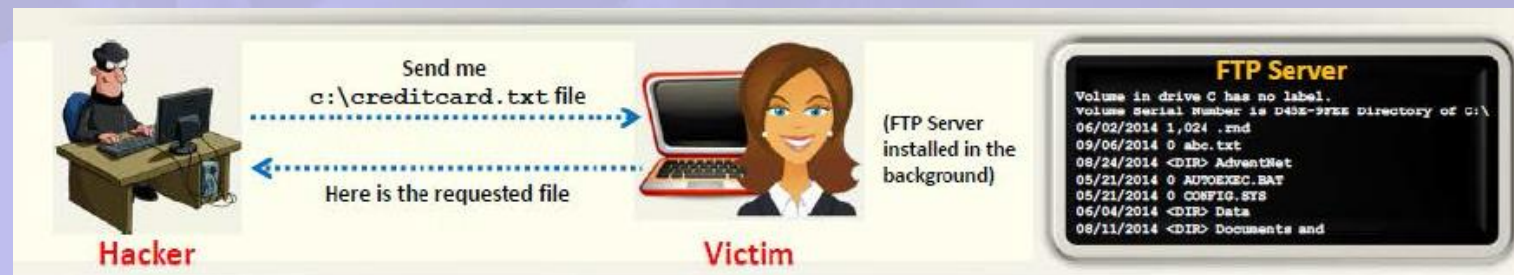 Send me
c:\creditcard.txt file
Here is the requested file
Hacker
Victim
(FTP Server
installed in the
background)
FTP Server
Volume in drive C has no label.
Volume Serial Number is D45E-9FEE Directory of C:\
06/02/2014 1,024 .rnd
09/06/2014 0 abc.txt
08/24/2014 <DIR> AdventNet
05/21/2014 0 AUTOEXEC.BAT
05/21/2014 0 CONFIG.SYS
06/04/2014 <DIR> Data
08/11/2014 <DIR> Documents and